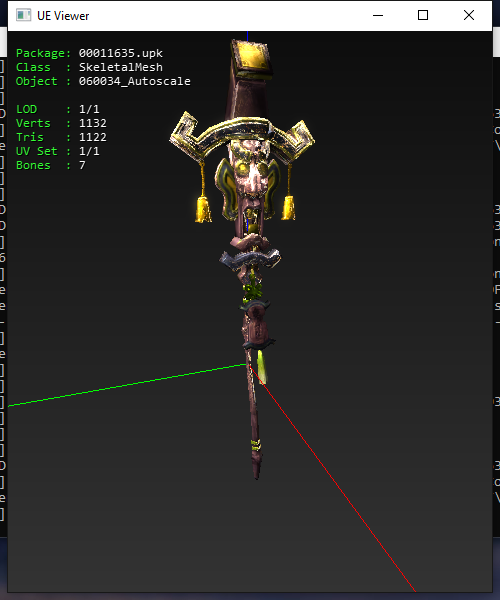 UE Viewer
Package: 00011635.upk
Class : SkeletalMesh
Object : 060034_Autoscale
LOD : 1/1
Verts : 1132
Tris : 1122
UV Set : 1/1
Bones : 7